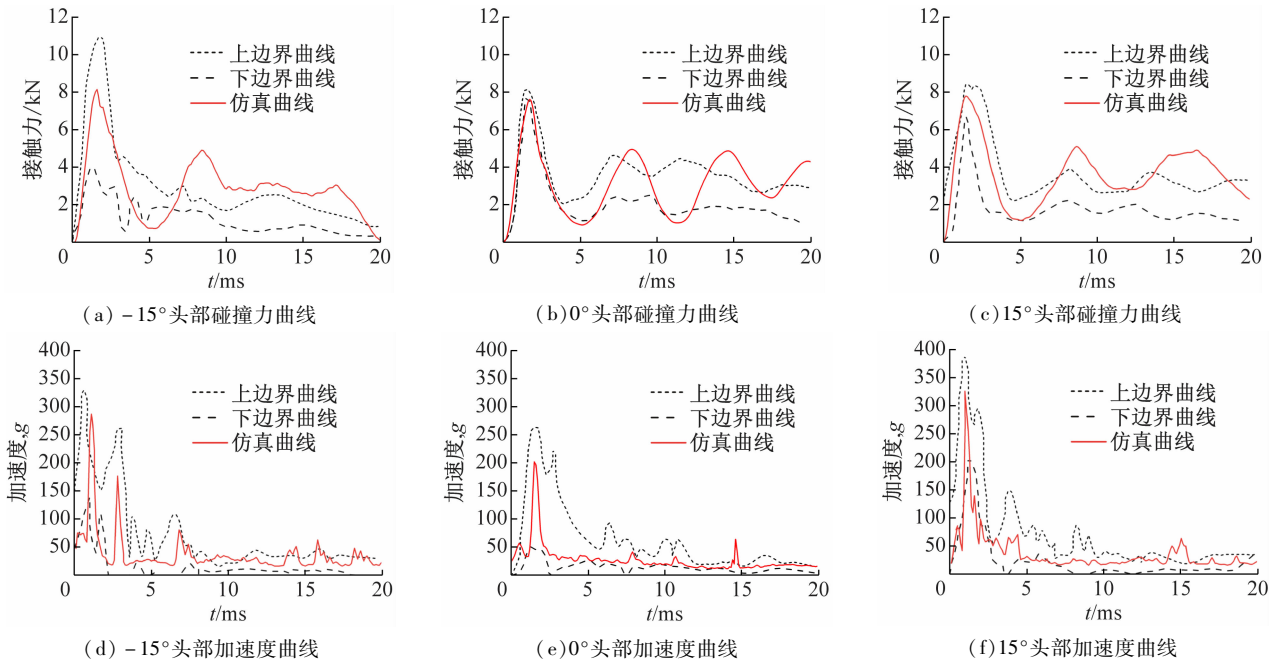 12
10
8
6
4
2
0
5
10
15
20
接触力/kN
t/ms
上边界曲线
下边界曲线
仿真曲线
(a)-15°头部碰撞力曲线
12
10
8
6
4
2
0
5
10
15
20
接触力/kN
t/ms
上边界曲线
下边界曲线
仿真曲线
(b)0°头部碰撞力曲线
12
10
8
6
4
2
0
5
10
15
20
接触力/kN
t/ms
上边界曲线
下边界曲线
仿真曲线
(c)15°头部碰撞力曲线
400
350
300
250
200
150
100
50
0
5
10
15
20
加速度,g
t/ms
上边界曲线
下边界曲线
仿真曲线
(d)-15°头部加速度曲线
400
350
300
250
200
150
100
50
0
5
10
15
20
加速度,g
t/ms
上边界曲线
下边界曲线
仿真曲线
(e)0°头部加速度曲线
400
350
300
250
200
150
100
50
0
5
10
15
20
加速度,g
t/ms
上边界曲线
下边界曲线
仿真曲线
(f)15°头部加速度曲线